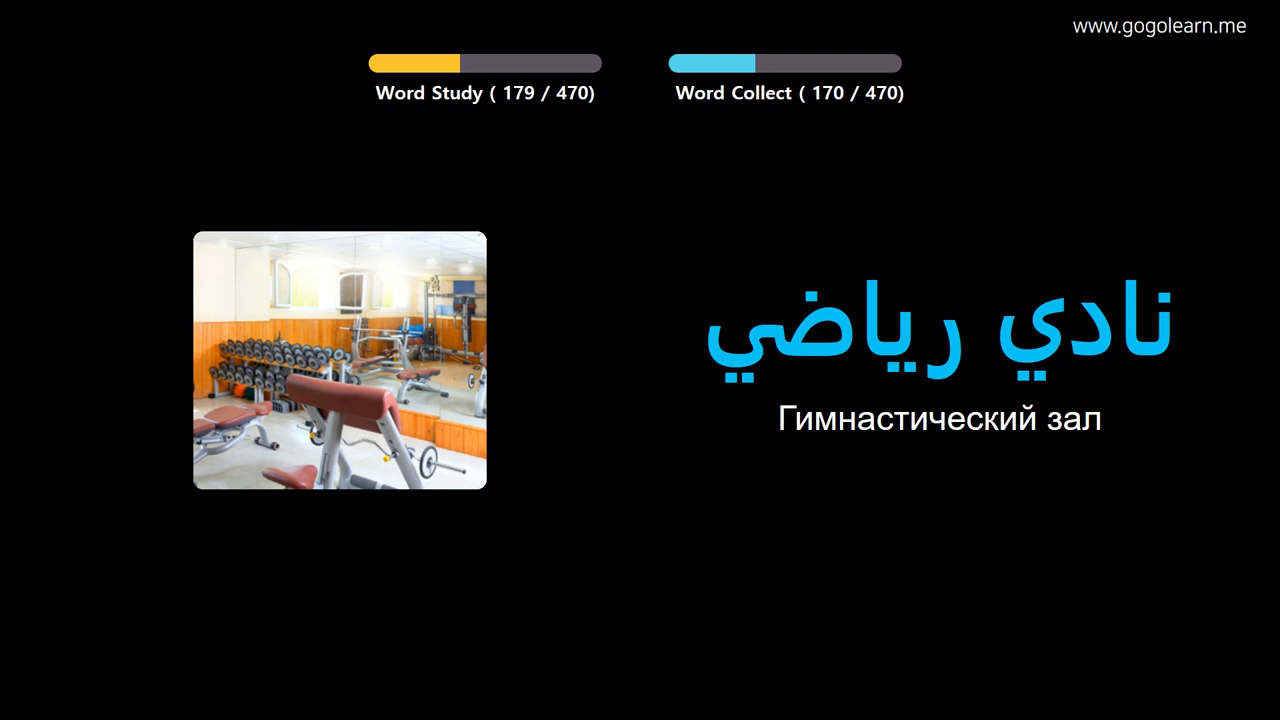 www.gogolearn.me
Word Study ( 179 / 470)
Word Collect ( 170 / 470)
نادي رياضي
Гимнастический зал